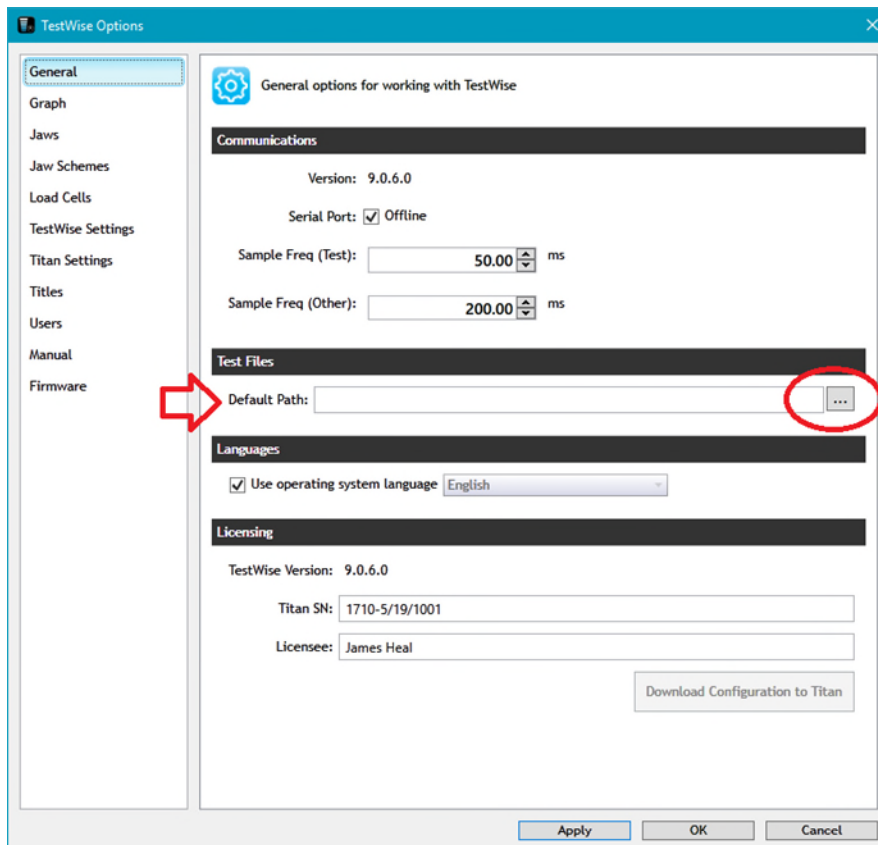 TestWise Options
General
Graph
Jaws
Jaw Schemes
Load Cells
TestWise Settings
Titan Settings
Titles
Users
Manual
Firmware
General options for working with TestWise
Communications
Version: 9.0.6.0
Serial Port: Offline
Sample Freq (Test): 50.00 ms
Sample Freq (Other): 200.00 ms
Test Files
Default Path: ...
Languages
Use operating system language English
Licensing
TestWise Version: 9.0.6.0
Titan SN: 1710-5/19/1001
Licensee: James Heal
Download Configuration to Titan
Apply OK Cancel